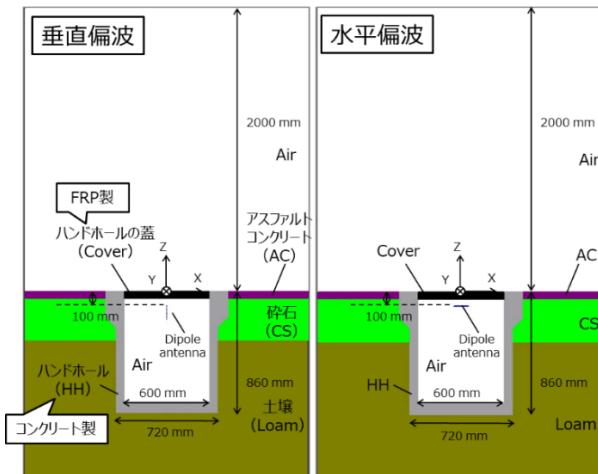 垂直偏波
2000 mm
Air
FRP製
ハンドホールの蓋
（Cover）
アスファルト
コンクリート
（AC）
Z
Y
X
100 mm
Dipole
antenna
砕石
（CS）
Air
ハンドホール
（HH）
600 mm
860 mm
コンクリート製
土壌
（Loam）
720 mm
水平偏波
2000 mm
Air
Cover
Z
Y
X
AC
100 mm
Dipole
antenna
CS
Air
HH
600 mm
860 mm
Loam
720 mm